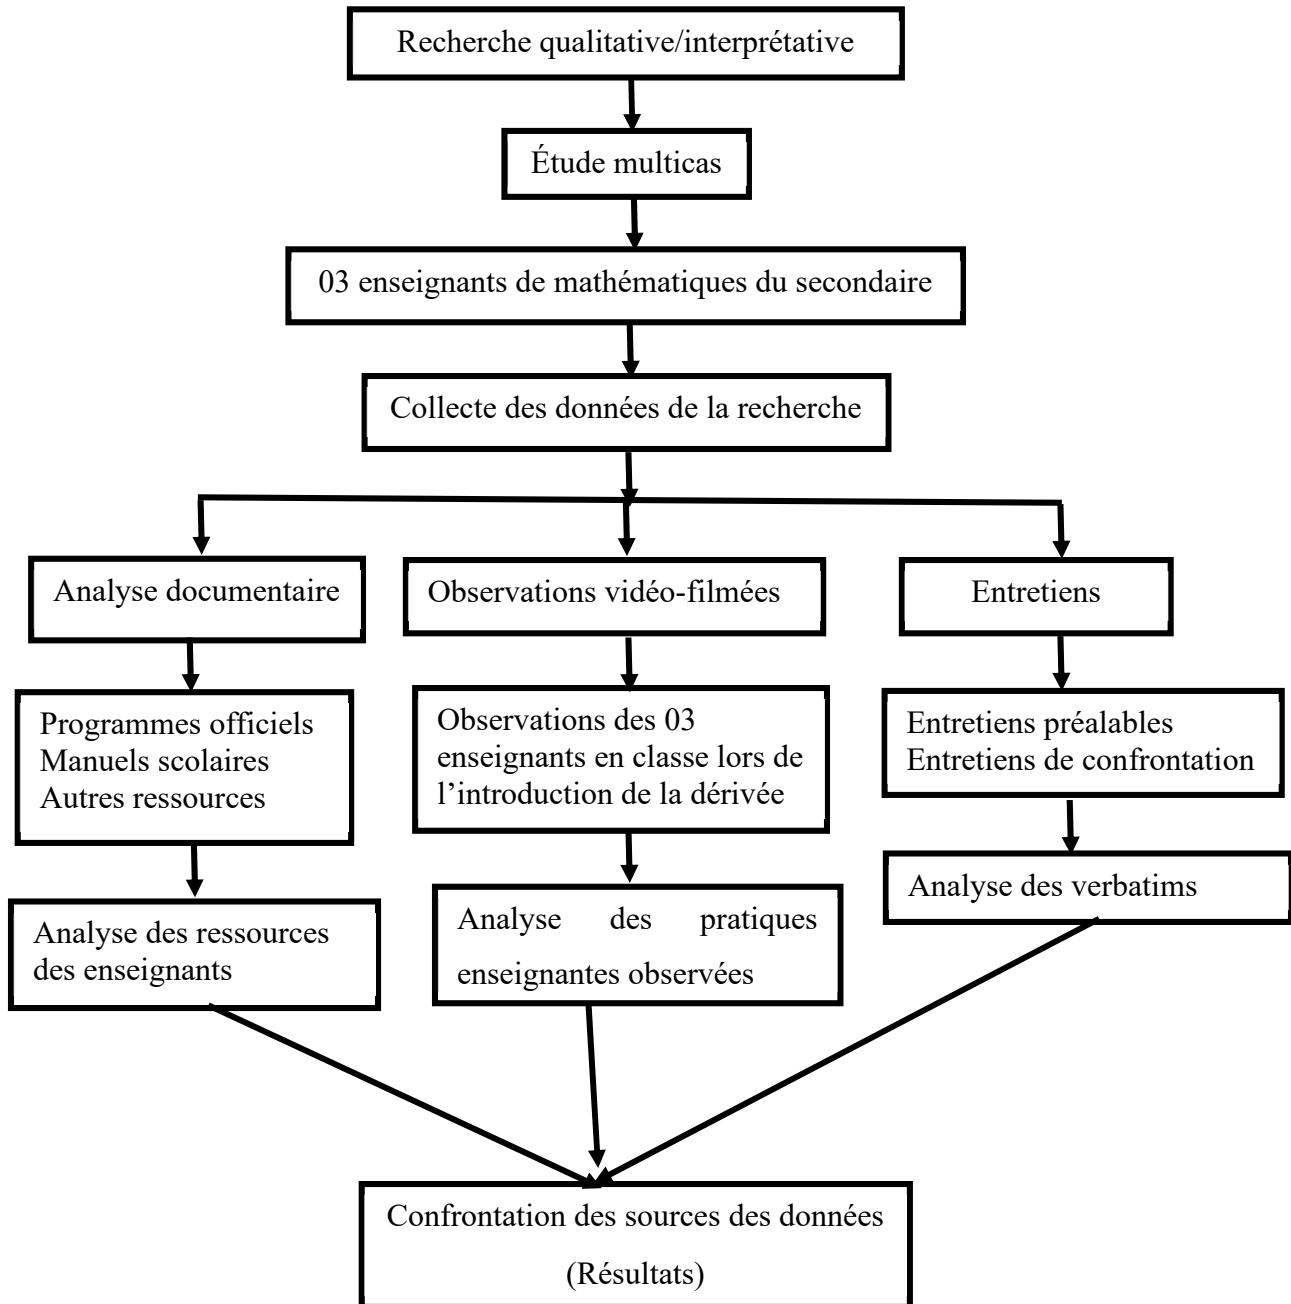 Recherche qualitative/interprétative
Étude multicas
03 enseignants de mathématiques du secondaire
Collecte des données de la recherche
Analyse documentaire
Observations vidéo-filmées
Entretiens
Programmes officiels
Manuels scolaires
Autres ressources
Observations des 03
enseignants en classe lors de
l’introduction de la dérivée
Entretiens préalables
Entretiens de confrontation
Analyse des ressources
des enseignants
Analyse des pratiques
enseignantes observées
Analyse des verbatims
Confrontation des sources des données
(Résultats)